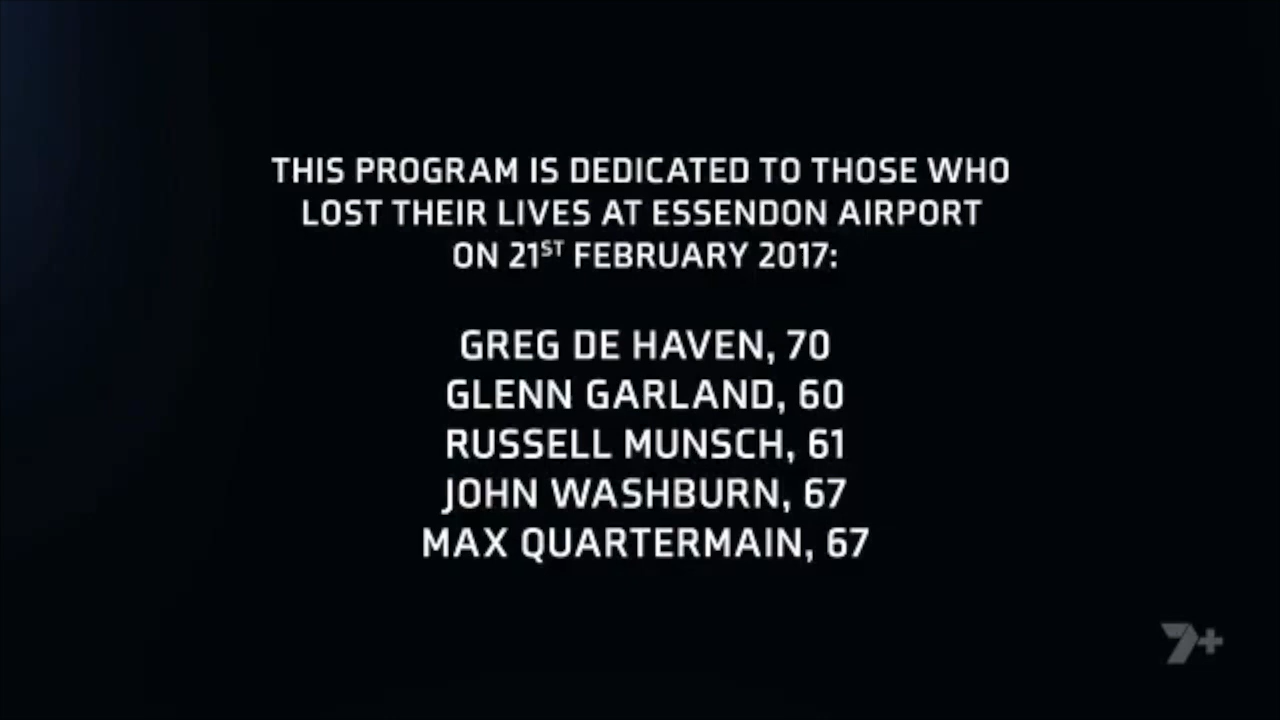 THIS PROGRAM IS DEDICATED TO THOSE WHO
LOST THEIR LIVES AT ESSENDON AIRPORT
ON 21ST FEBRUARY 2017:
GREG DE HAVEN, 70
GLENN GARLAND, 60
RUSSELL MUNSCH, 61
JOHN WASHBURN, 67
MAX QUARTERMAIN, 67
7+